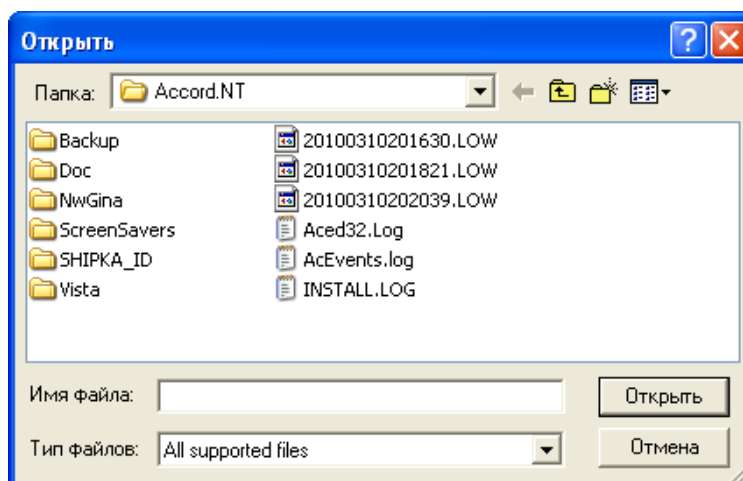 Открыть
Папка: Accord.NT
Backup
Doc
NwGina
ScreenSavers
SHIPKA_ID
Vista
20100310201630.LOW
20100310201821.LOW
20100310202039.LOW
Aced32.Log
AcEvents.log
INSTALL.LOG
Имя файла:
Открыть
Тип файлов: All supported files
Отмена